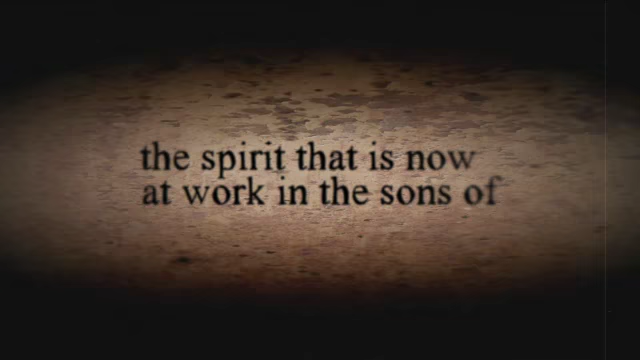 the spirit that is now
at work in the sons of